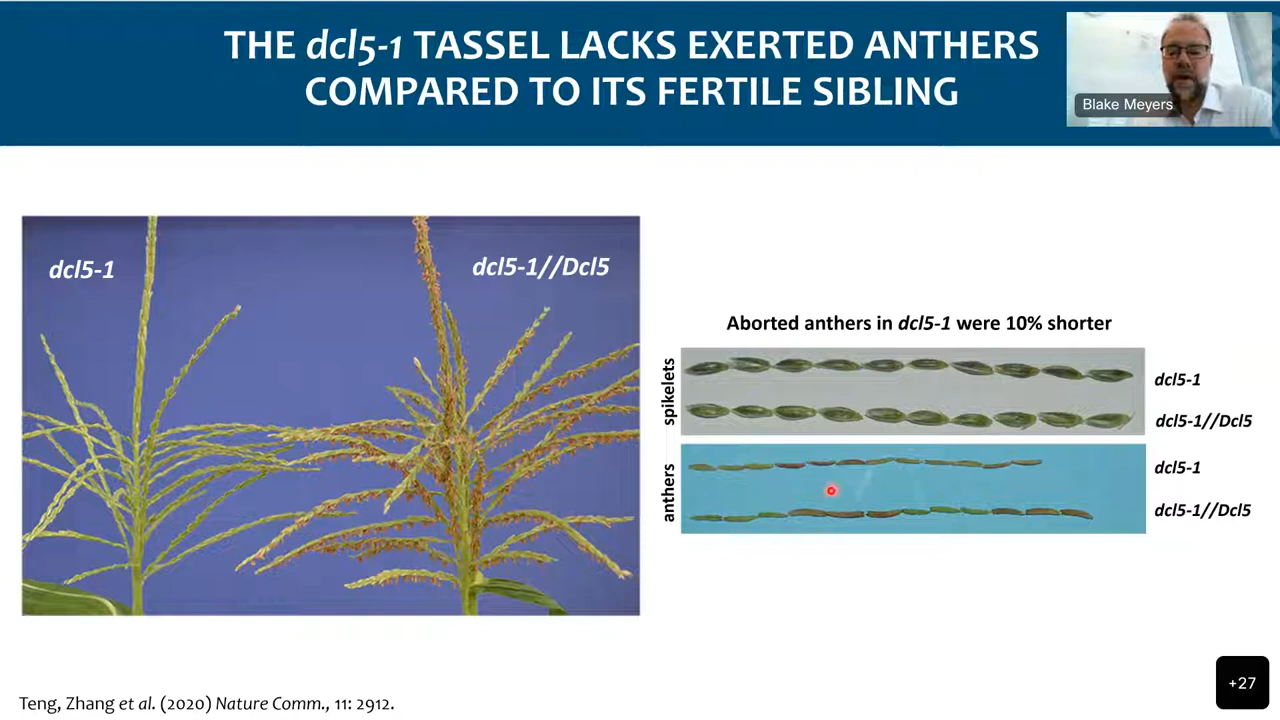 THE dcl5-1 TASSEL LACKS EXERTED ANTHERS
COMPARED TO ITS FERTILE SIBLING
Blake Meyers
dcl5-1
dcl5-1//Dcl5
Aborted anthers in dcl5-1 were 10% shorter
spikelets
dcl5-1
dcl5-1//Dcl5
anthers
dcl5-1
dcl5-1//Dcl5
Teng, Zhang et al. (2020) Nature Comm., 11: 2912.
+27